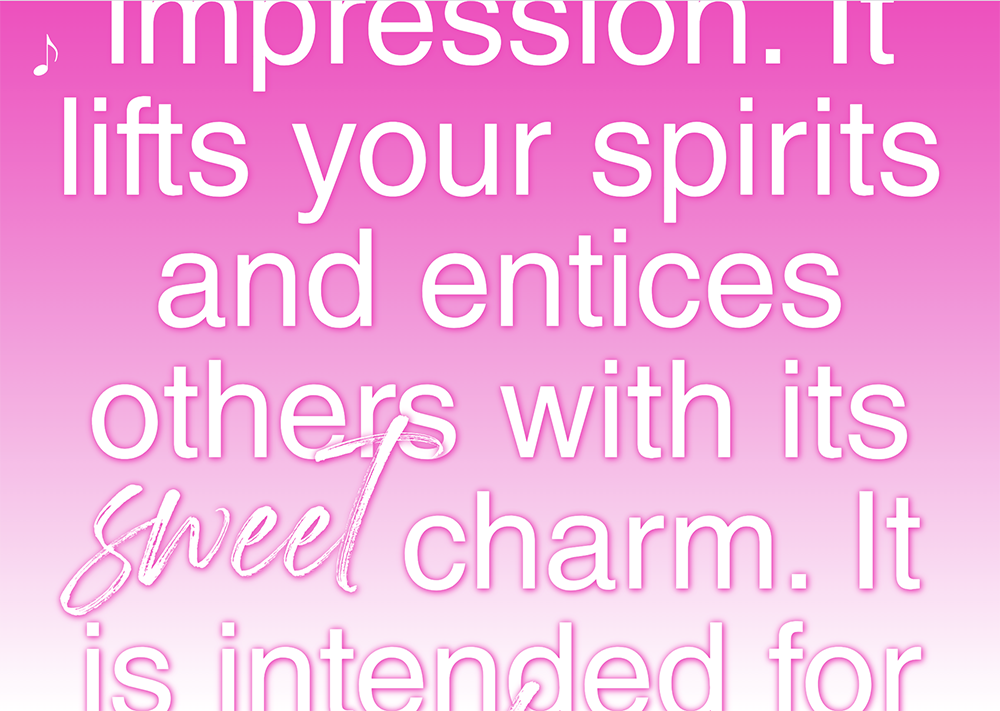 impression. It
lifts your spirits
and entices
others with its
sweet charm. It
is intended for